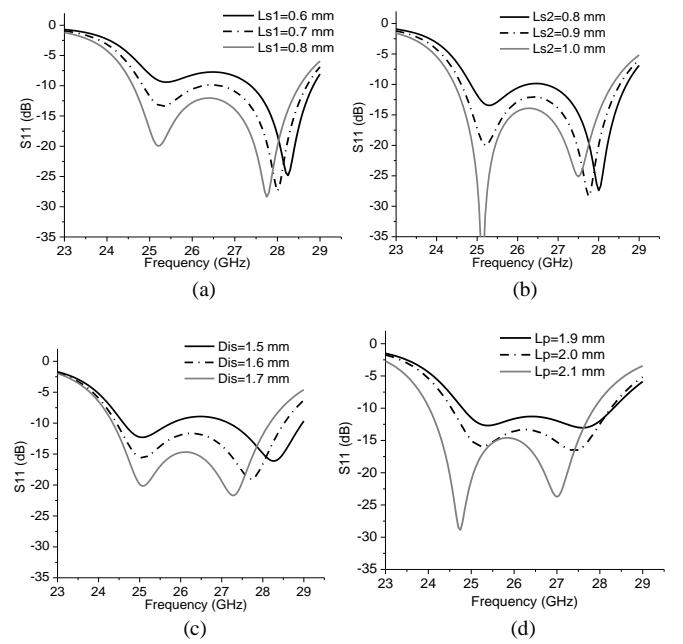 Ls1=0.6 mm
Ls1=0.7 mm
Ls1=0.8 mm
0
-5
-10
-15
-20
-25
-30
-35
S11 (dB)
23 24 25 26 27 28 29
Frequency (GHz)
(a)
Ls2=0.8 mm
Ls2=0.9 mm
Ls2=1.0 mm
0
-5
-10
-15
-20
-25
-30
-35
S11 (dB)
23 24 25 26 27 28 29
Frequency (GHz)
(b)
Dis=1.5 mm
Dis=1.6 mm
Dis=1.7 mm
0
-5
-10
-15
-20
-25
-30
-35
S11 (dB)
23 24 25 26 27 28 29
Frequency (GHz)
(c)
Lp=1.9 mm
Lp=2.0 mm
Lp=2.1 mm
0
-5
-10
-15
-20
-25
-30
-35
S11 (dB)
23 24 25 26 27 28 29
Frequency (GHz)
(d)